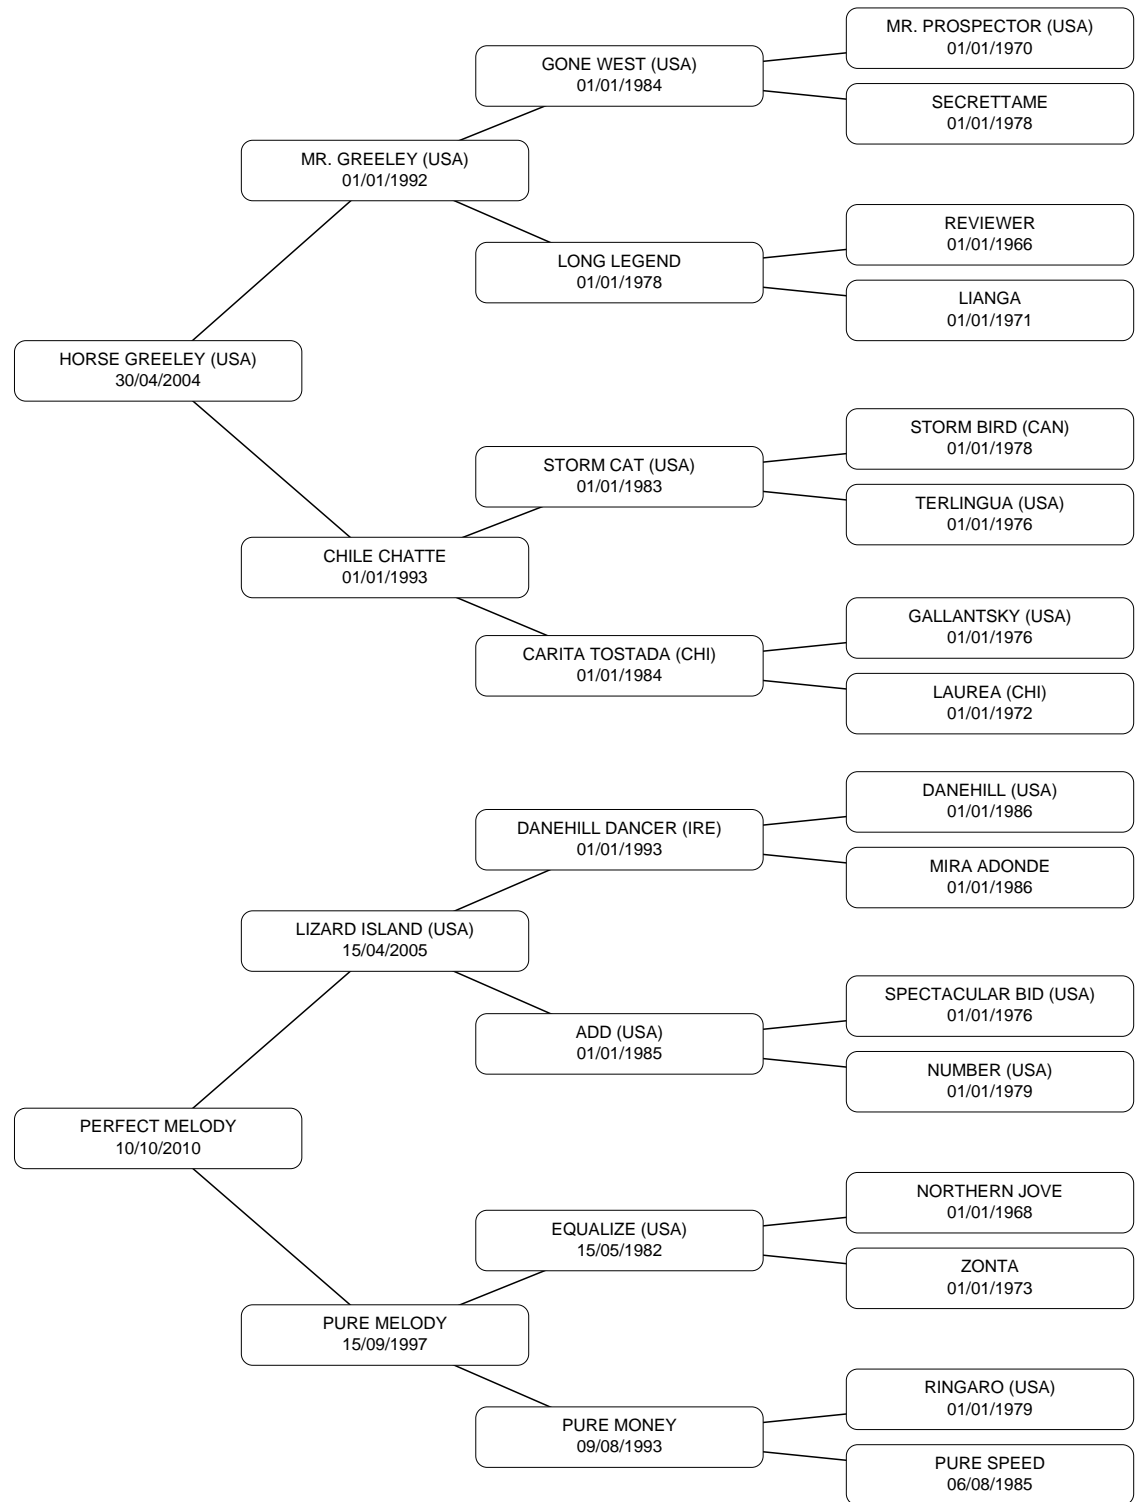 MR. PROSPECTOR (USA)
01/01/1970
GONE WEST (USA)
01/01/1984
SECRETTAME
01/01/1978
MR. GREELEY (USA)
01/01/1992
REVIEWER
01/01/1966
LONG LEGEND
01/01/1978
LIANGA
01/01/1971
HORSE GREELEY (USA)
30/04/2004
STORM BIRD (CAN)
01/01/1978
STORM CAT (USA)
01/01/1983
TERLINGUA (USA)
01/01/1976
CHILE CHATTE
01/01/1993
GALLANTSKY (USA)
01/01/1976
CARITA TOSTADA (CHI)
01/01/1984
LAUREA (CHI)
01/01/1972
DANEHILL (USA)
01/01/1986
DANEHILL DANCER (IRE)
01/01/1993
MIRA ADONDE
01/01/1986
LIZARD ISLAND (USA)
15/04/2005
SPECTACULAR BID (USA)
01/01/1976
ADD (USA)
01/01/1985
NUMBER (USA)
01/01/1979
PERFECT MELODY
10/10/2010
NORTHERN JOVE
01/01/1968
EQUALIZE (USA)
15/05/1982
ZONTA
01/01/1973
PURE MELODY
15/09/1997
RINGARO (USA)
01/01/1979
PURE MONEY
09/08/1993
PURE SPEED
06/08/1985